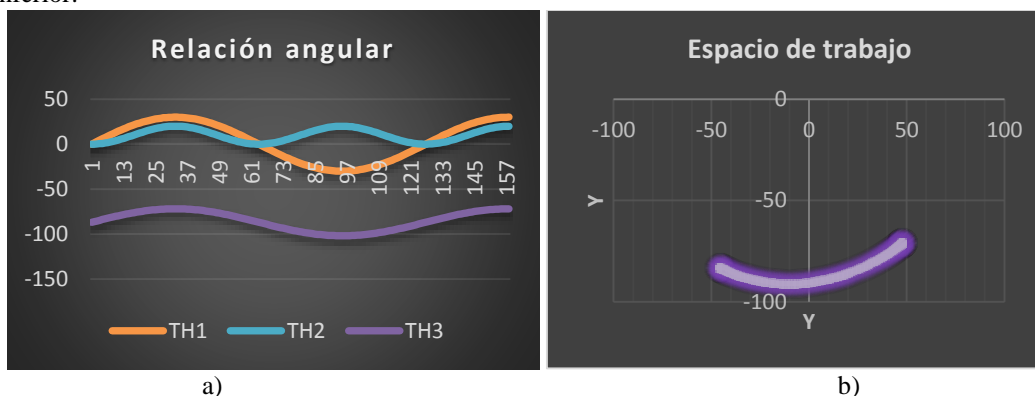 Relación angular
50
0
-50
-100
-150
1 13 25 37 49 61 73 85 97 109 121 133 145 157
TH1 TH2 TH3
a)
Espacio de trabajo
0
-100 -50 0 50 100
-50
-100
Y
Y
b)